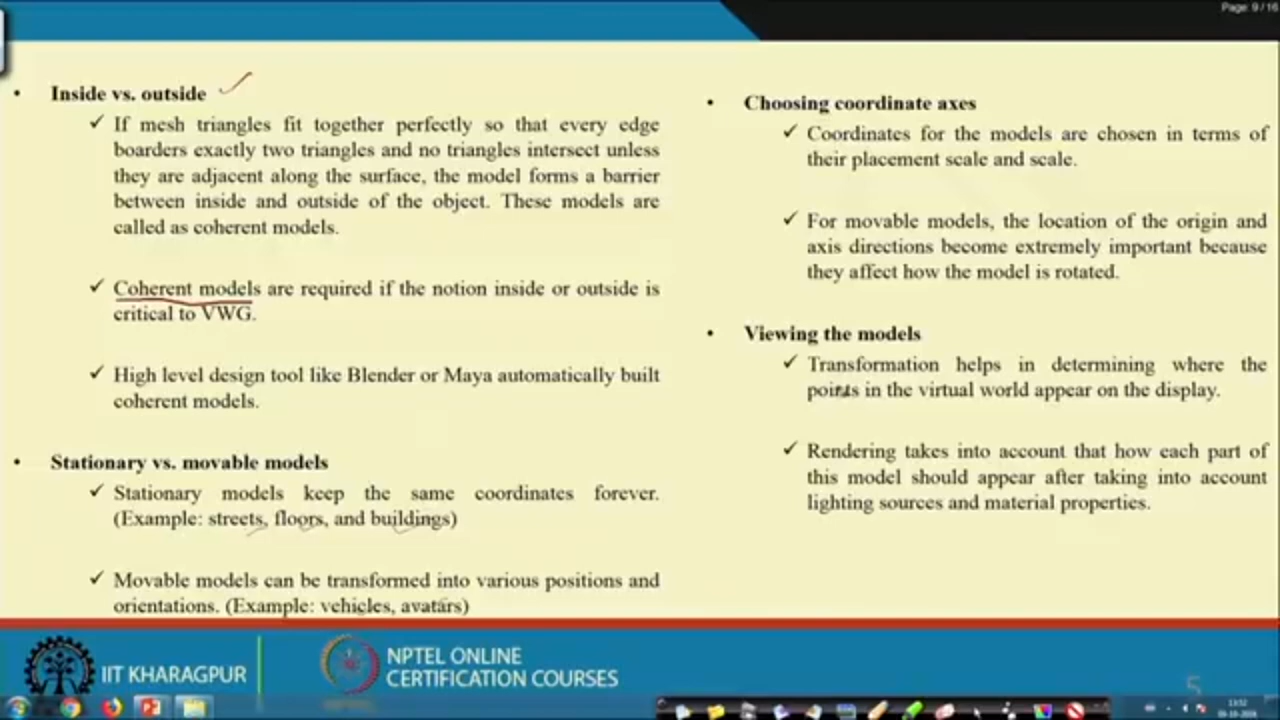 Page: 9 / 16
Inside vs. outside
If mesh triangles fit together perfectly so that every edge
boarders exactly two triangles and no triangles intersect unless
they are adjacent along the surface, the model forms a barrier
between inside and outside of the object. These models are
called as coherent models.
Coherent models are required if the notion inside or outside is
critical to VWG.
High level design tool like Blender or Maya automatically built
coherent models.
Stationary vs. movable models
Stationary models keep the same coordinates forever.
(Example: streets, floors, and buildings)
Movable models can be transformed into various positions and
orientations. (Example: vehicles, avatars)
Choosing coordinate axes
Coordinates for the models are chosen in terms of
their placement scale and scale.
For movable models, the location of the origin and
axis directions become extremely important because
they affect how the model is rotated.
Viewing the models
Transformation helps in determining where the
points in the virtual world appear on the display.
Rendering takes into account that how each part of
this model should appear after taking into account
lighting sources and material properties.
IIT KHARAGPUR
NPTEL ONLINE
CERTIFICATION COURSES
5